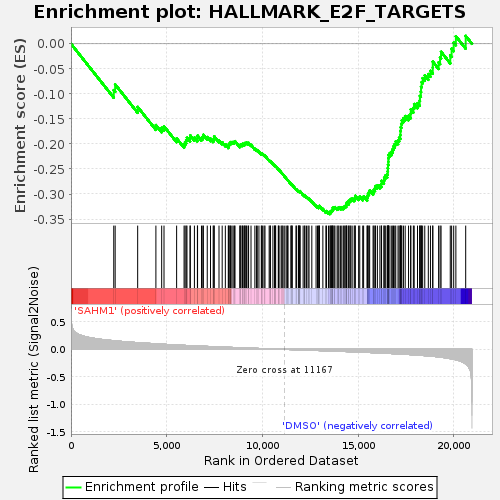 Enrichment plot: HALLMARK_E2F_TARGETS
Enrichment score (ES)
0.00
-0.05
-0.10
-0.15
-0.20
-0.25
-0.30
-0.35
'SAHM1' (positively correlated)
Ranked list metric (Signal2Noise)
0.5
0.0
-0.5
-1.0
-1.5
Zero cross at 11167
'DMSO' (negatively correlated)
0
5,000
10,000
15,000
20,000
Rank in Ordered Dataset
Enrichment profile
Hits
Ranking metric scores